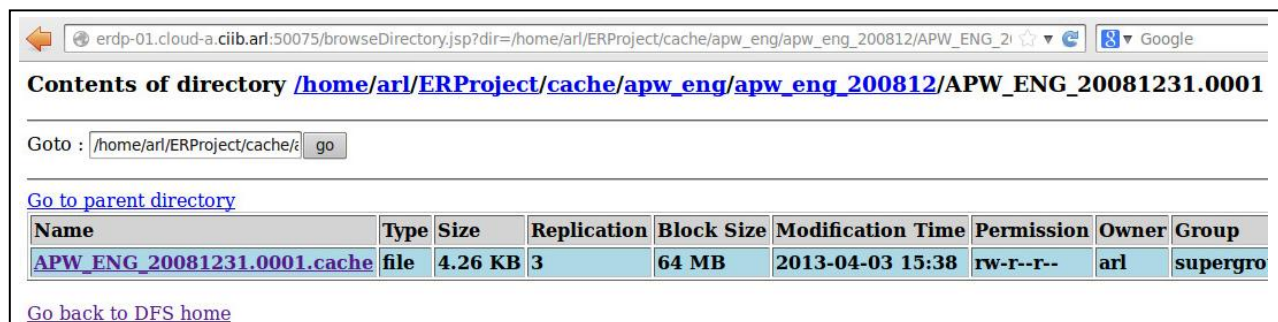 erdp-01.cloud-a.ciib.arl:50075/browseDirectory.jsp?dir=/home/arl/ERProject/cache/apw_eng/apw_eng_200812/APW_ENG_2 Google
Contents of directory /home/arl/ERProject/cache/apw_eng/apw_eng_200812/APW_ENG_20081231.0001
Goto : /home/arl/ERProject/cache/a go
Go to parent directory
Name Type Size Replication Block Size Modification Time Permission Owner Group
APW_ENG_20081231.0001.cache file 4.26 KB 3 64 MB 2013-04-03 15:38 rw-r--r-- arl supergro
Go back to DFS home